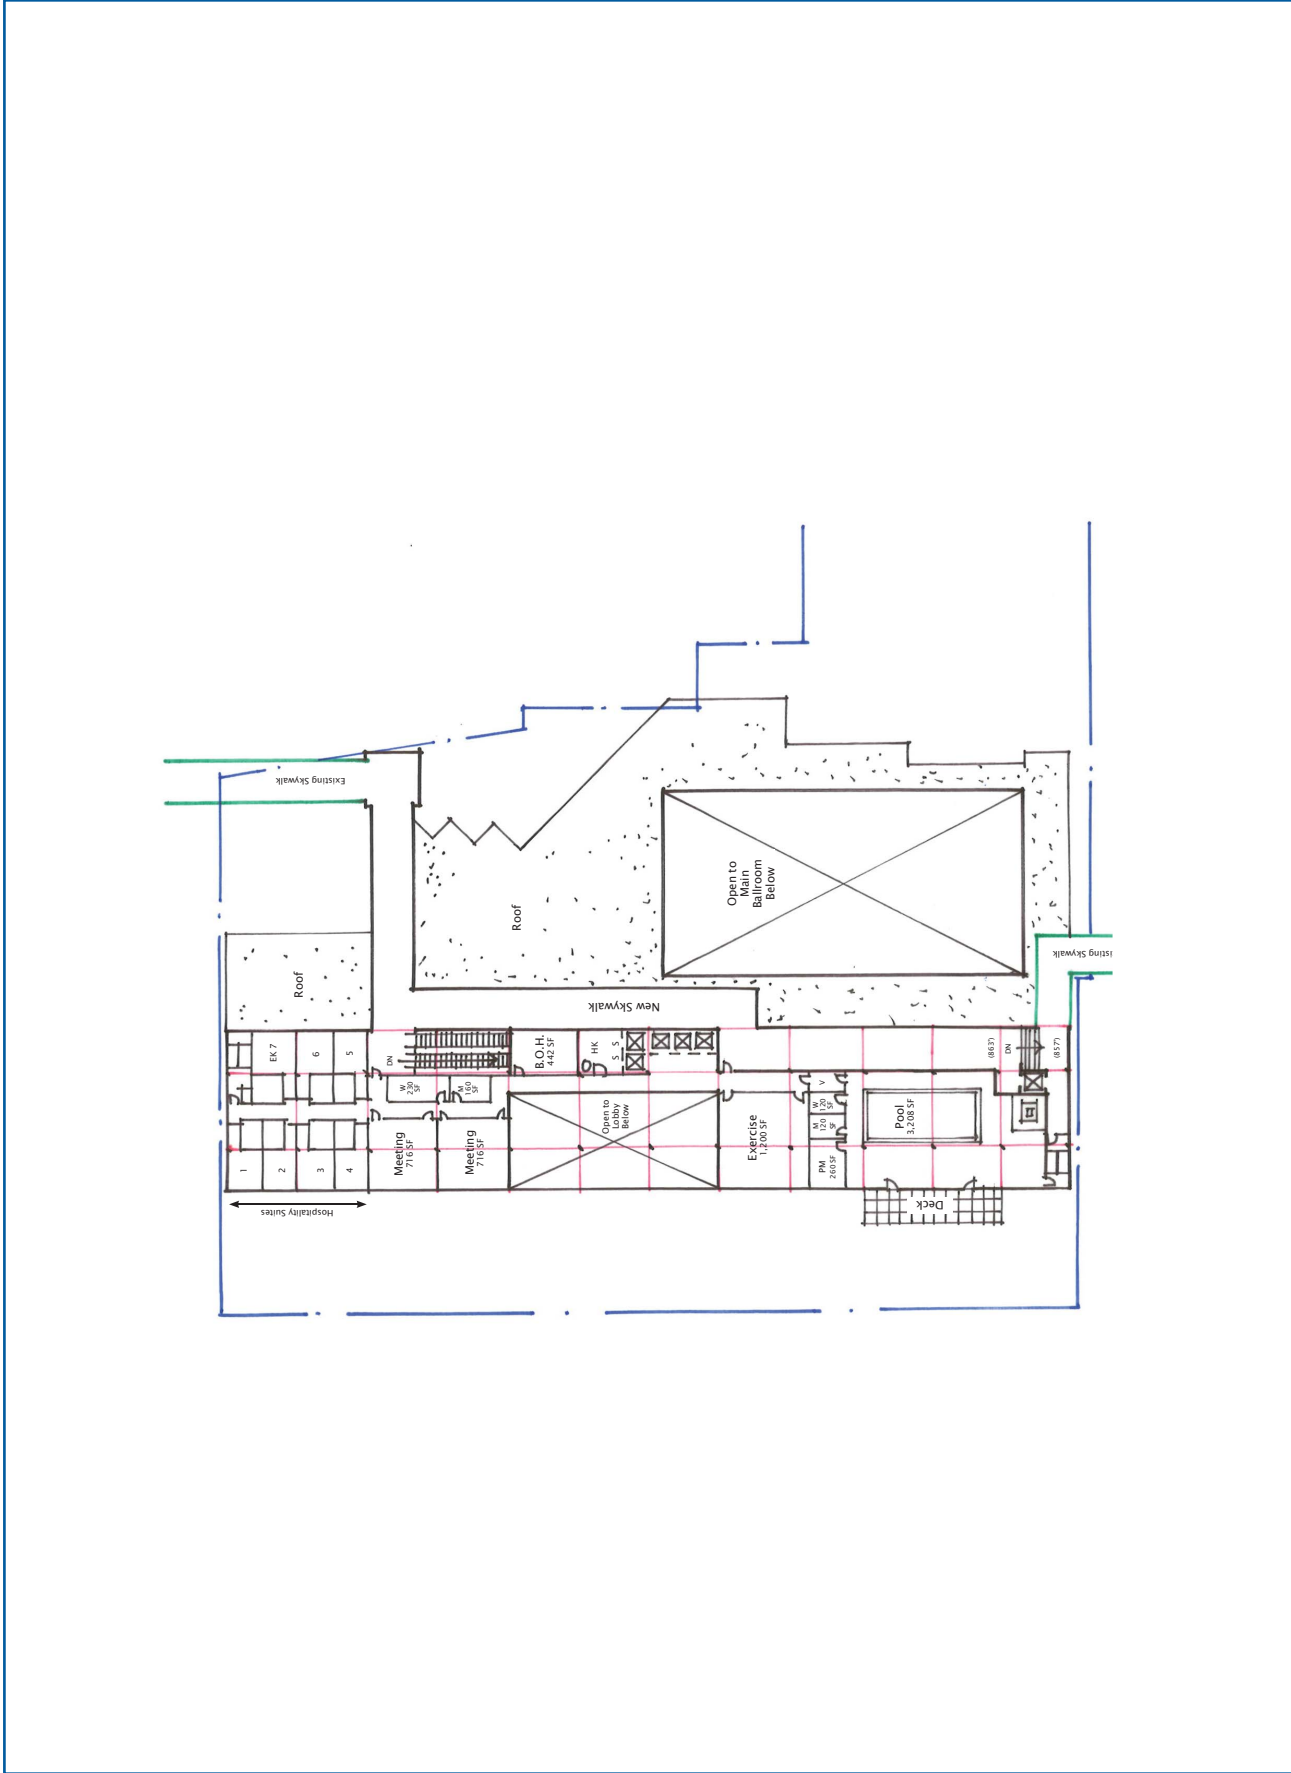 Existing Skywalk
Open to
Main
Ballroom
Below
Roof
isting Skywalk
Roof
New Skywalk
EK 7
6
5
DN
B.O.H.
442 SF
HK
S
S
(863')
DN
(857')
W
230
SF
M
160
SF
V
W
120
SF
M
120
SF
Open to
Lobby
Below
Exercise
1,200 SF
Pool
3,208 SF
1
2
3
4
Meeting
716 SF
Meeting
716 SF
PM
260 SF
Deck
Hospitality Suites